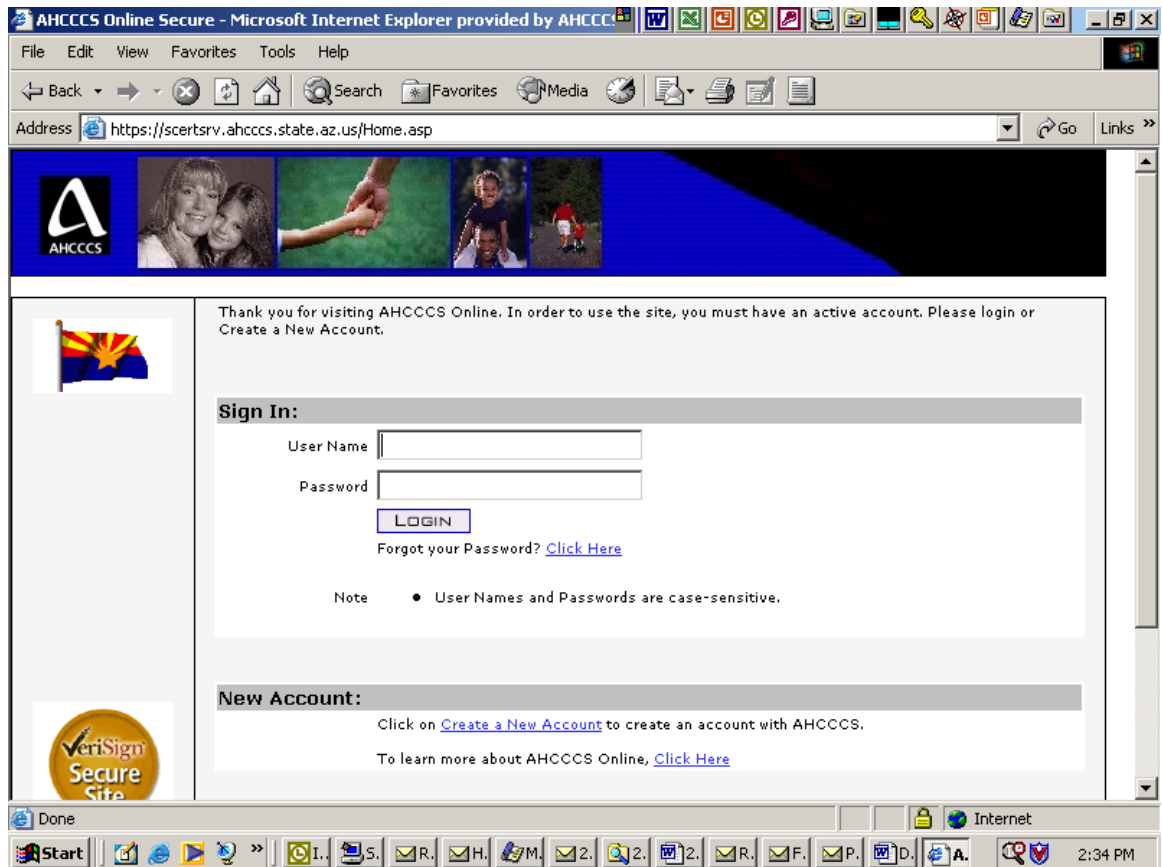 AHCCCS Online Secure - Microsoft Internet Explorer provided by AHCCCS
File Edit View Favorites Tools Help
Back Search Favorites Media
Address https://scertsrv.ahcccs.state.az.us/Home.asp Go Links »
AHCCCS
Thank you for visiting AHCCCS Online. In order to use the site, you must have an active account. Please login or
Create a New Account.
Sign In:
User Name
Password
LOGIN
Forgot your Password? Click Here
Note • User Names and Passwords are case-sensitive.
New Account:
Click on Create a New Account to create an account with AHCCCS.
To learn more about AHCCCS Online, Click Here
VeriSign
Secure
Site
Done Internet
Start » I.. S. R. H. M. 2. 2. 2. R. F. P. D. A. 2:34 PM